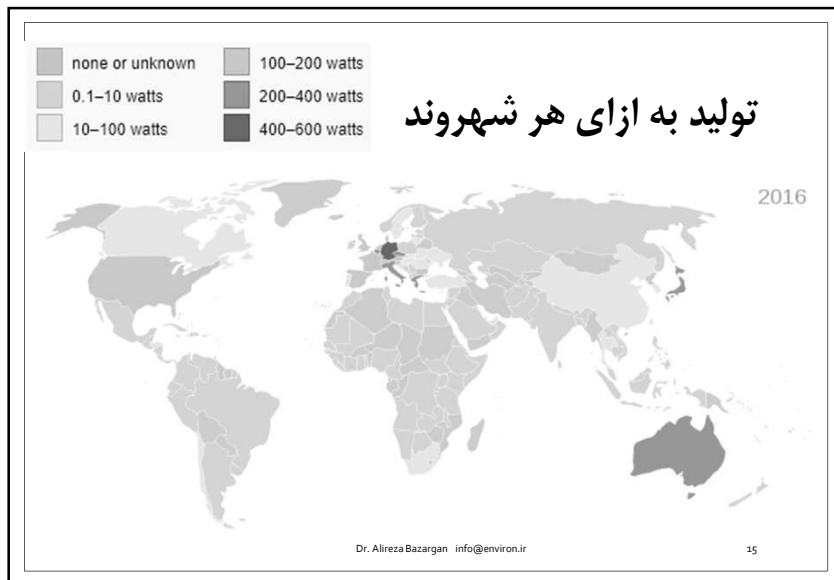 none or unknown
0.1–10 watts
10–100 watts
100–200 watts
200–400 watts
400–600 watts
تولید به ازای هر شهروند
2016
Dr. Alireza Bazargan info@environ.ir
15